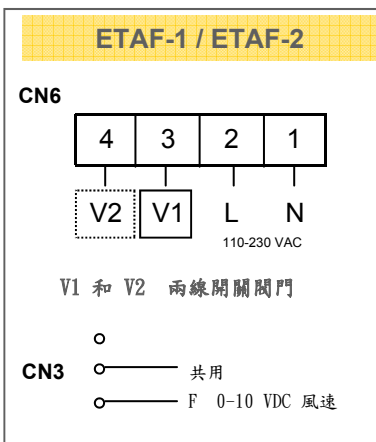 ETAF-1 / ETAF-2
CN6
4 3 2 1
V2 V1 L N
110-230 VAC
V1 和 V2 兩線開關閥門
共用
CN3
F 0-10 VDC 風速